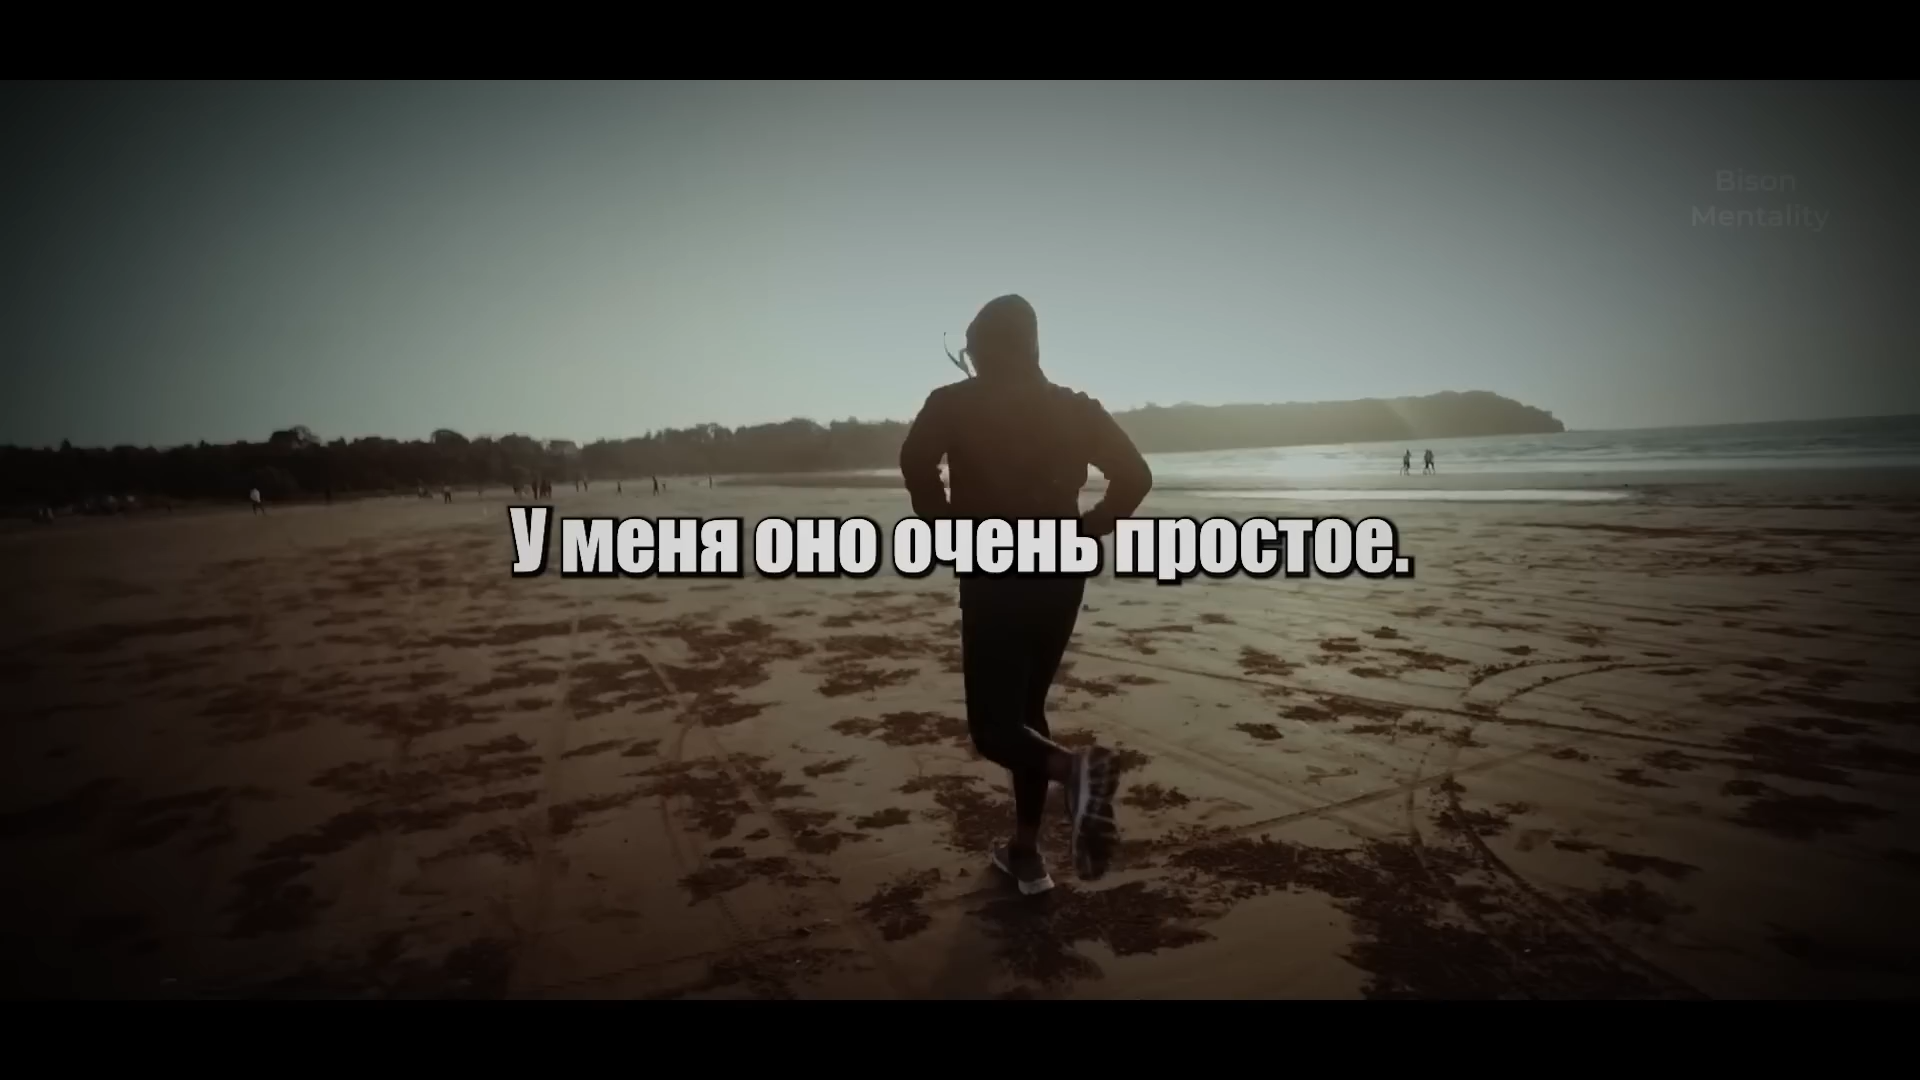 Bison
Mentality
У меня оно очень простое.